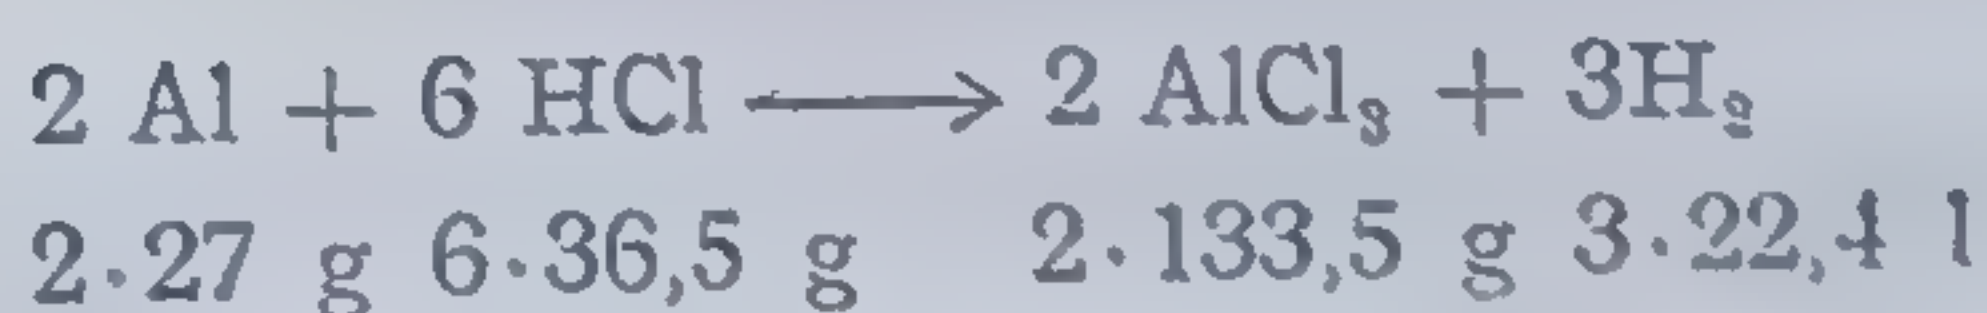 2 Al + 6 HCl ⟶ 2 AlCl₃ + 3H₂
2·27 g 6·36,5 g 2·133,5 g 3·22,4 l